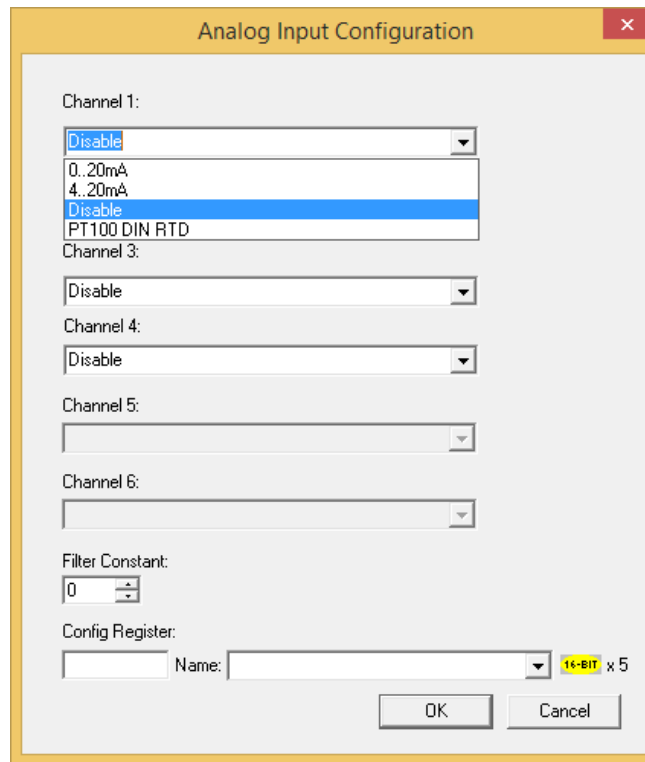 Analog Input Configuration
Channel 1:
Disable
0..20mA
4..20mA
Disable
PT100 DIN RTD
Channel 3:
Disable
Channel 4:
Disable
Channel 5:
Channel 6:
Filter Constant:
0
Config Register:
Name: 16-BIT x 5
OK Cancel